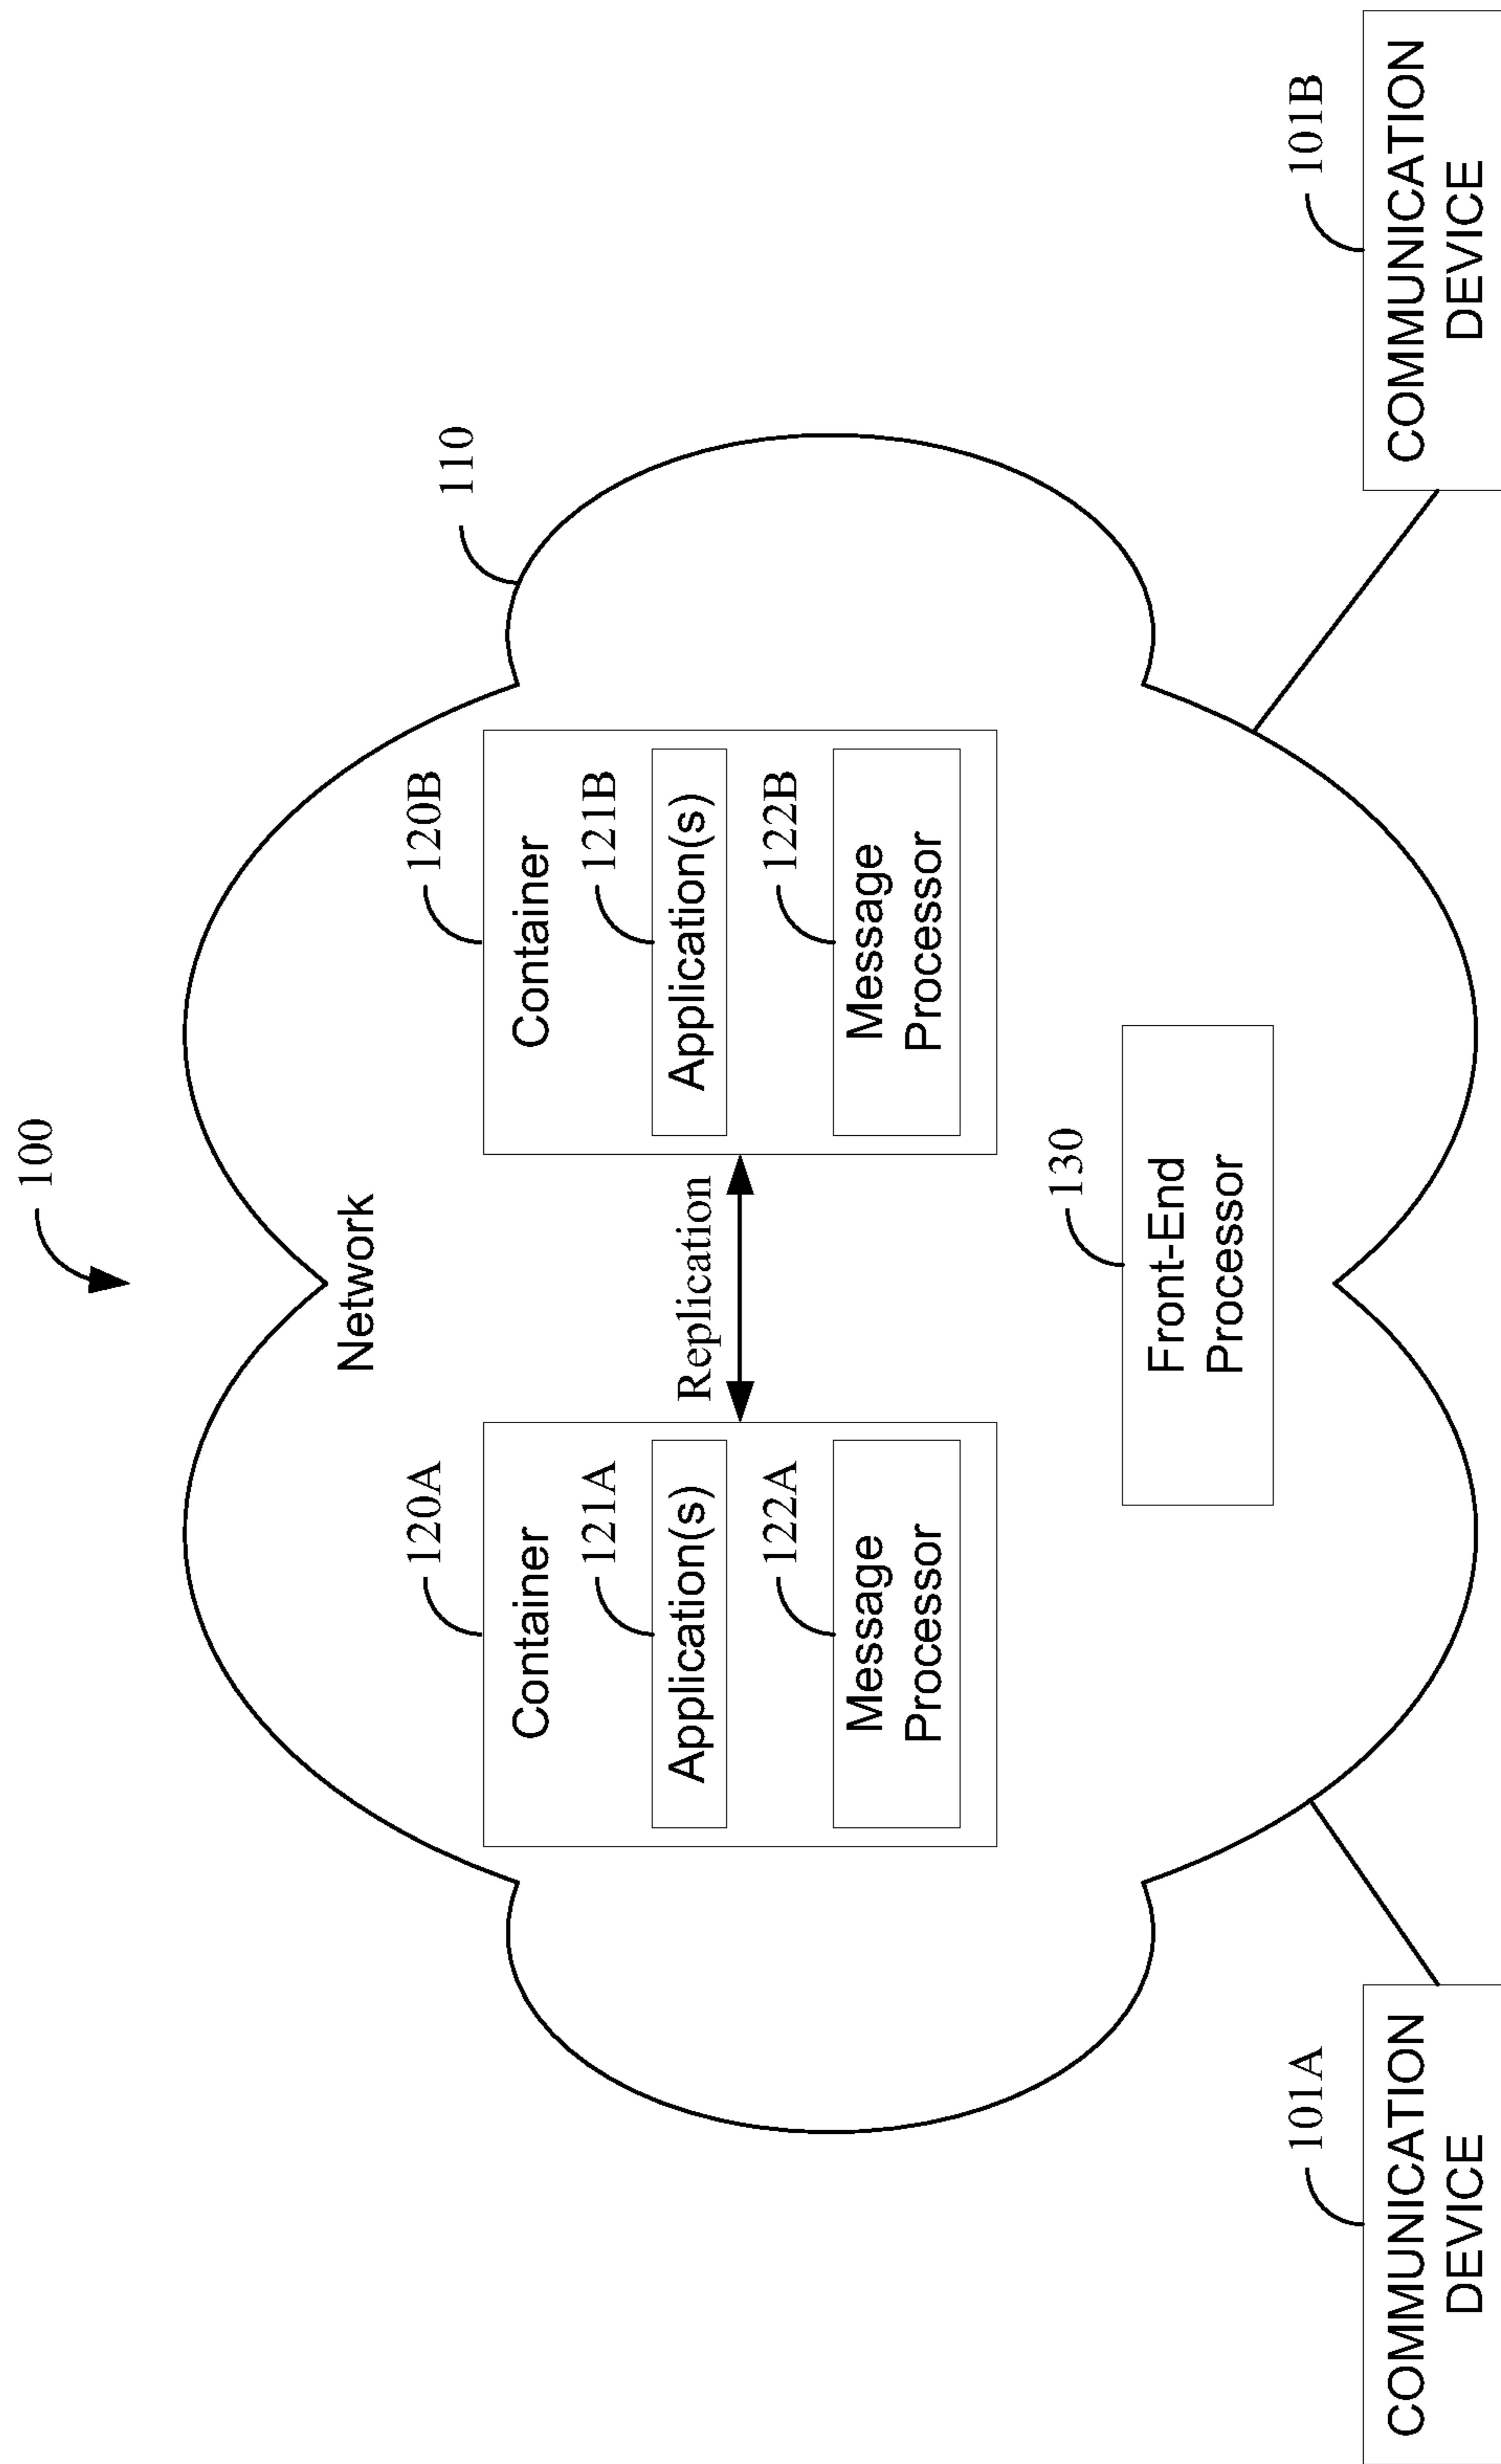 100
110
Network
120A
Container
121A
Application(s)
122A
Message
Processor
Replication
120B
Container
121B
Application(s)
122B
Message
Processor
130
Front-End
Processor
101A
COMMUNICATION
DEVICE
101B
COMMUNICATION
DEVICE